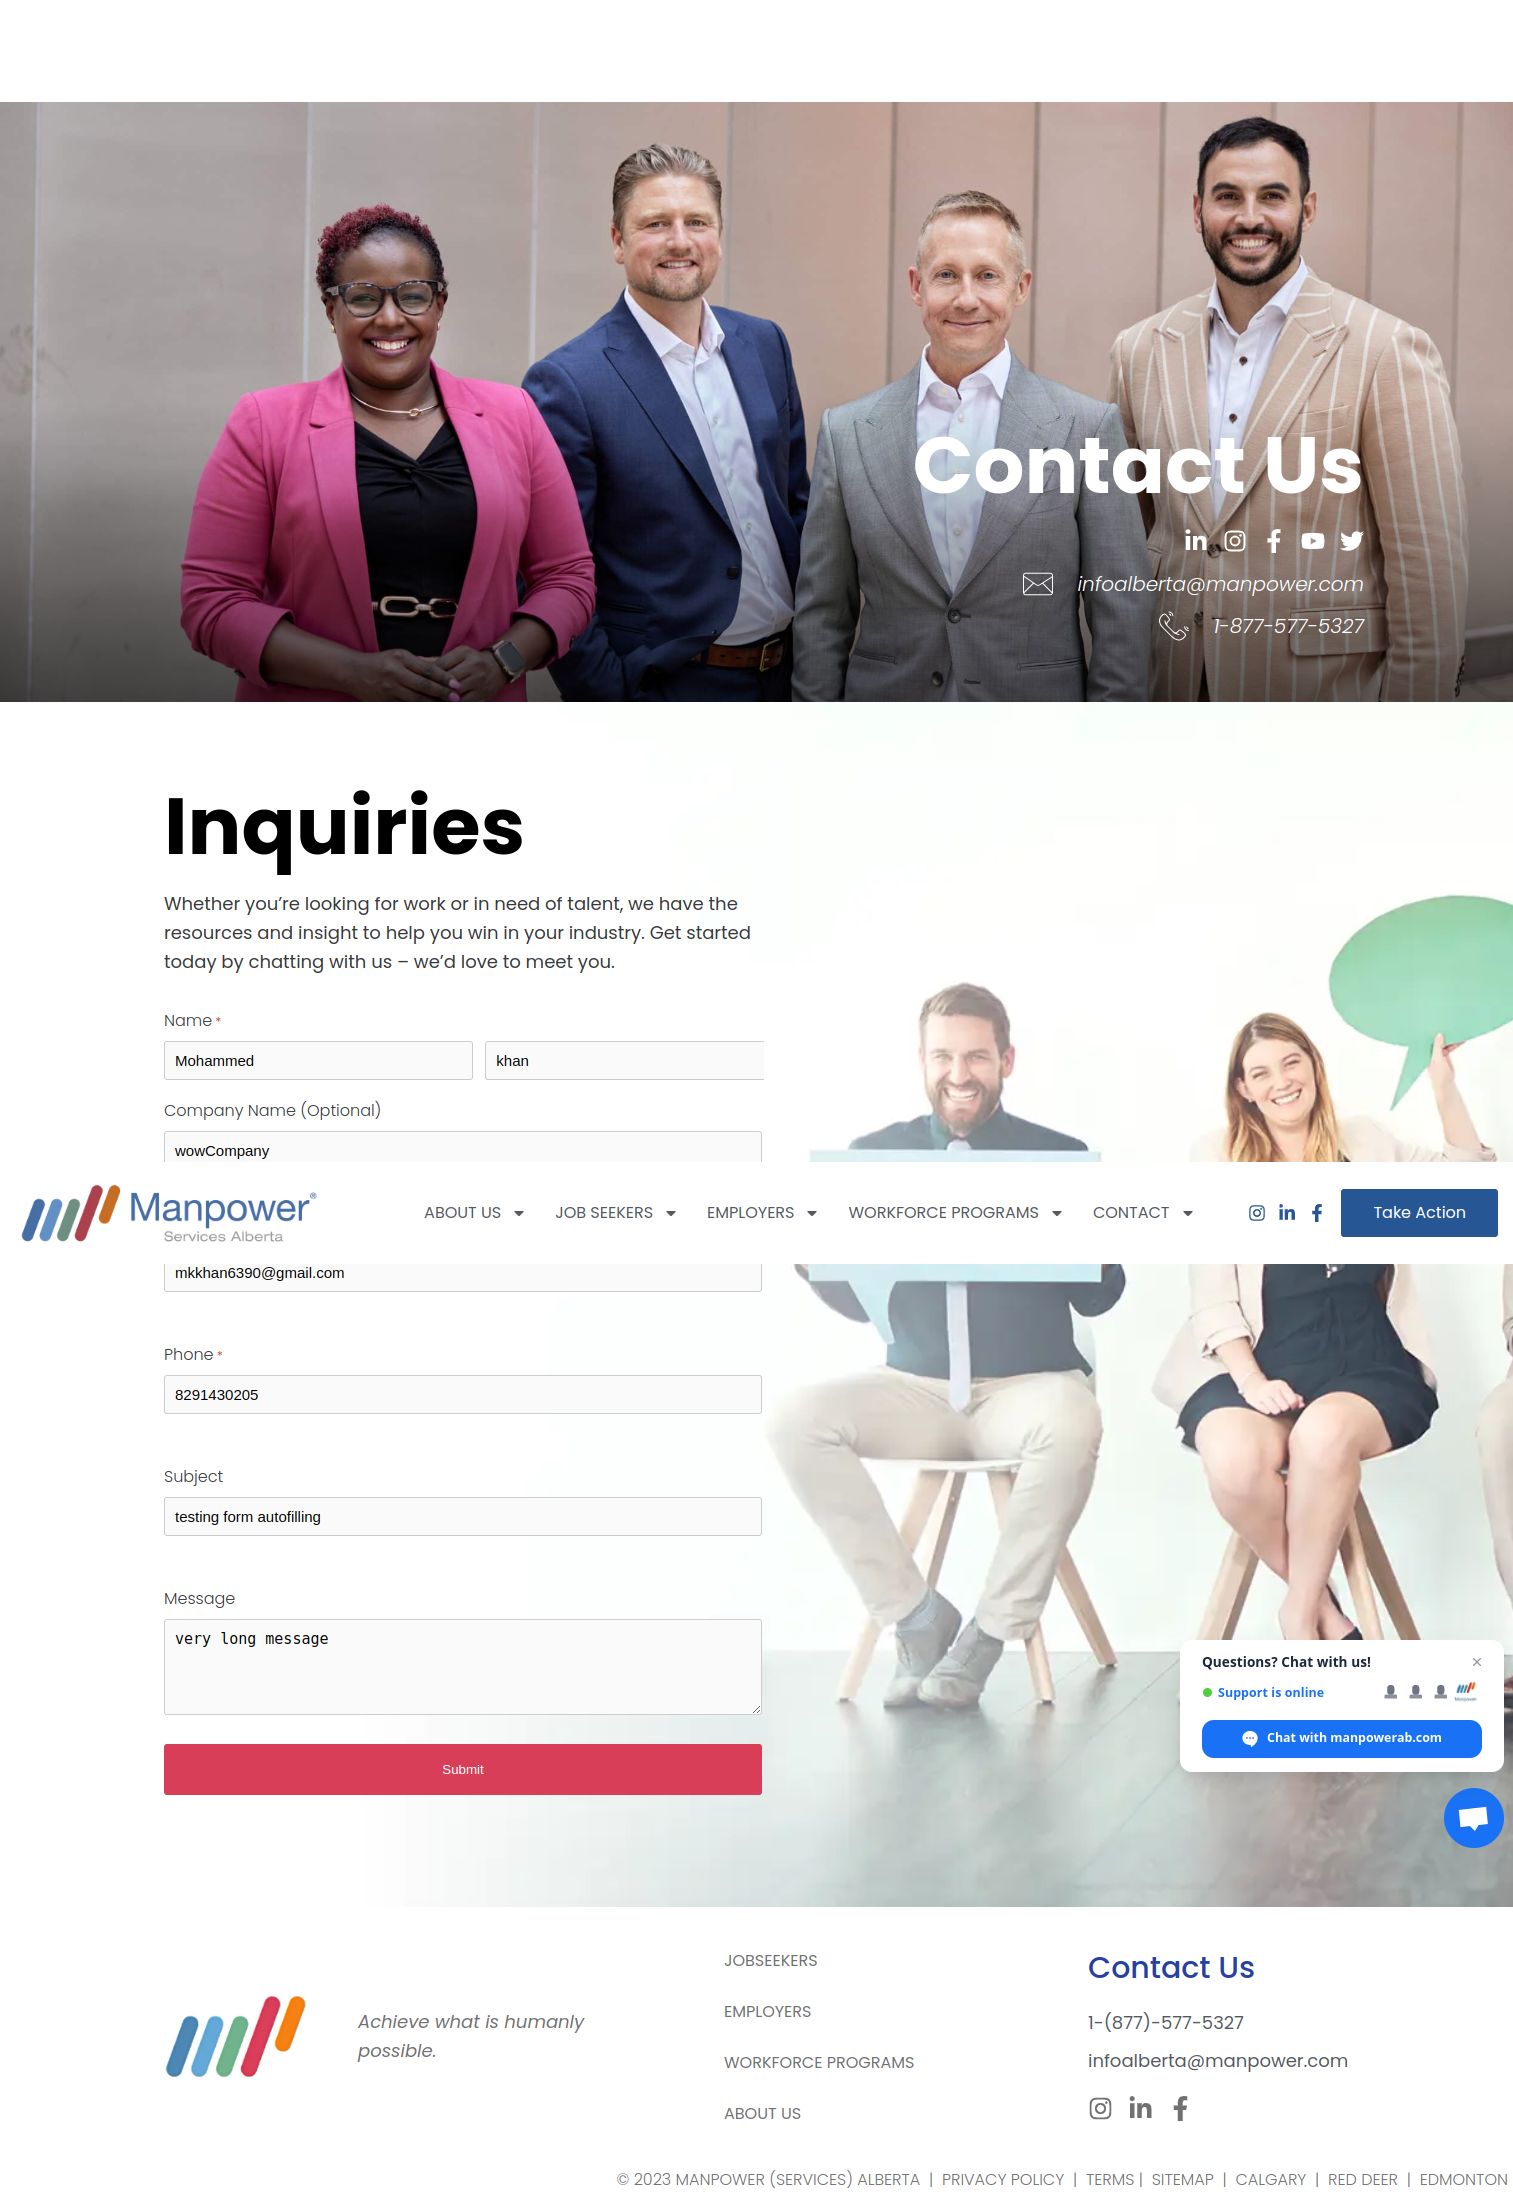 Contact Us
infoalberta@manpower.com
1-877-577-5327
Inquiries
Whether you’re looking for work or in need of talent, we have the
resources and insight to help you win in your industry. Get started
today by chatting with us – we’d love to meet you.
Name *
Mohammed khan
Company Name (Optional)
wowCompany
Manpower®
Services Alberta
ABOUT US JOB SEEKERS EMPLOYERS WORKFORCE PROGRAMS CONTACT Take Action
mkkhan6390@gmail.com
Phone *
8291430205
Subject
testing form autofilling
Message
very long message
Submit
Questions? Chat with us!
Support is online
Chat with manpowerab.com
Achieve what is humanly
possible.
JOBSEEKERS
EMPLOYERS
WORKFORCE PROGRAMS
ABOUT US
Contact Us
1-(877)-577-5327
infoalberta@manpower.com
© 2023 MANPOWER (SERVICES) ALBERTA | PRIVACY POLICY | TERMS | SITEMAP | CALGARY | RED DEER | EDMONTON